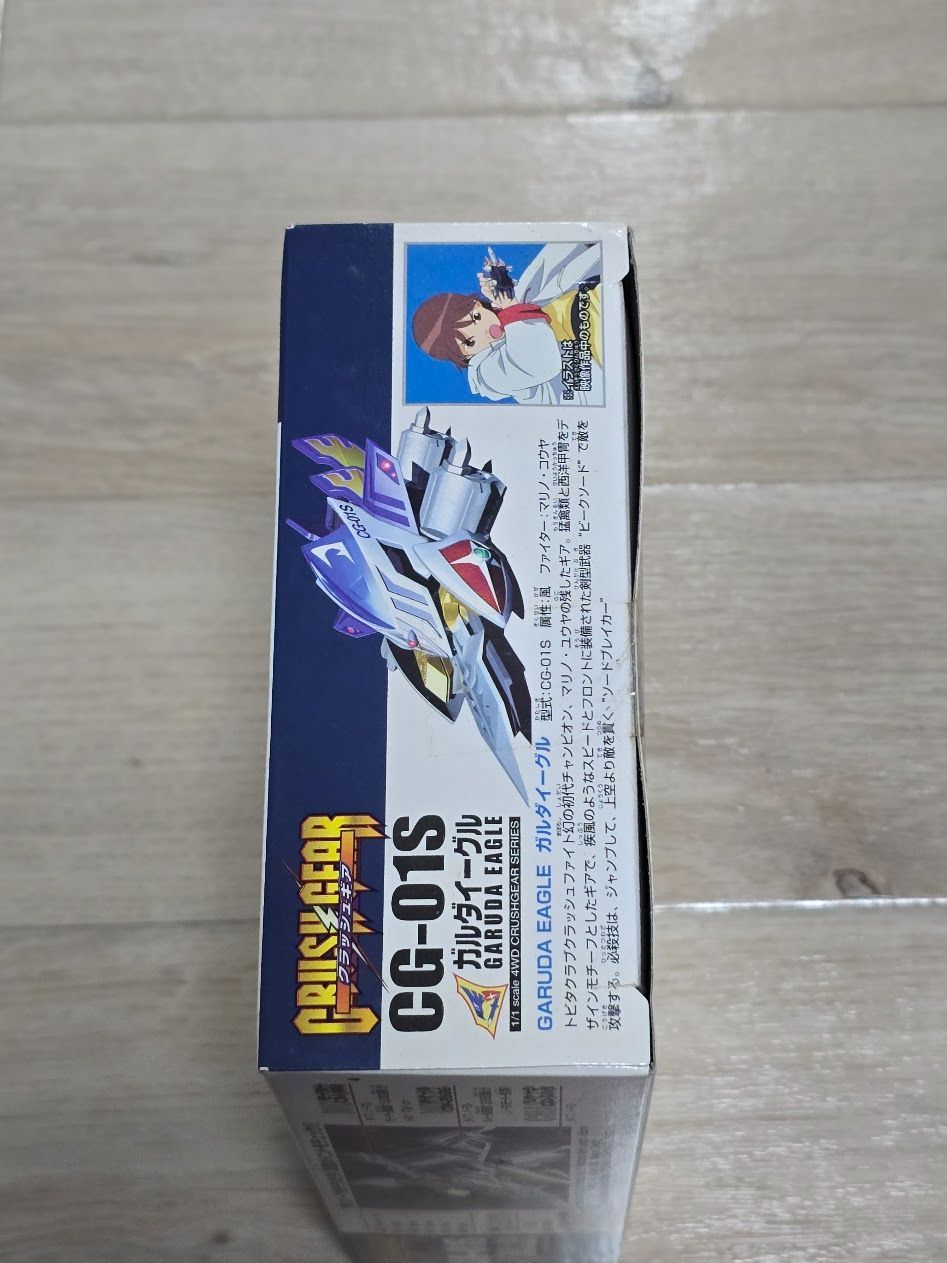 CRUSH GEAR
クラッシュギア
CG-01S
ガルダイーグル
GARUDA EAGLE
1/1 scale 4WD CRUSHGEAR SERIES
CG-01S
※イラストは
映像作品中のものです。
GARUDA EAGLE ガルダイーグル 型式:CG-01S 属性:風 ファイター:マリノ・コウヤ
トビタクラブクラッシュファイト幻の初代チャンピオン、マリノ・ユウヤの残したギア。猛禽類と西洋甲冑をデ
ザインモチーフとしたギアで、疾風のようなスピードとフロントに装備された剣型武器"ビークソード"で敵を
攻撃する。必殺技は、ジャンプして、上空より敵を貫く、"ソードブレイカー"